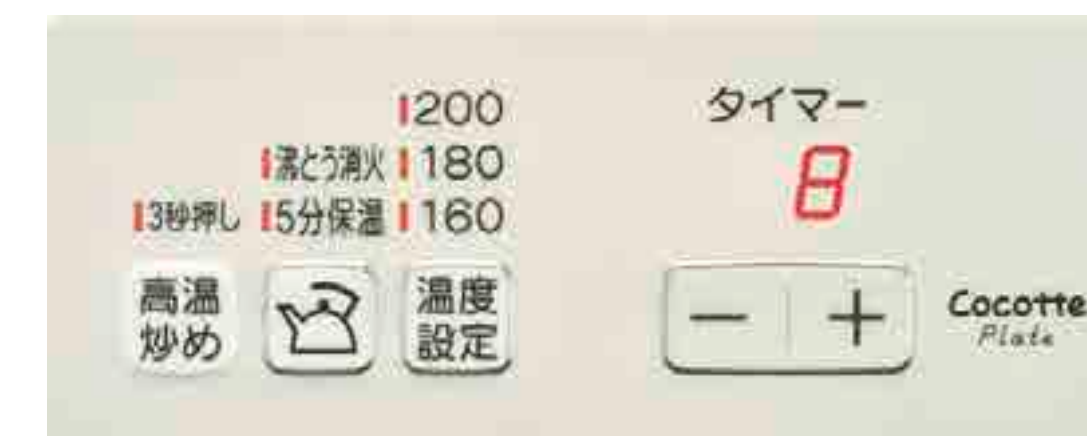 200
沸とう消火 180
3秒押し 5分保温 160
高温
炒め
温度
設定
タイマー
8
− +
Cocotte
Plate